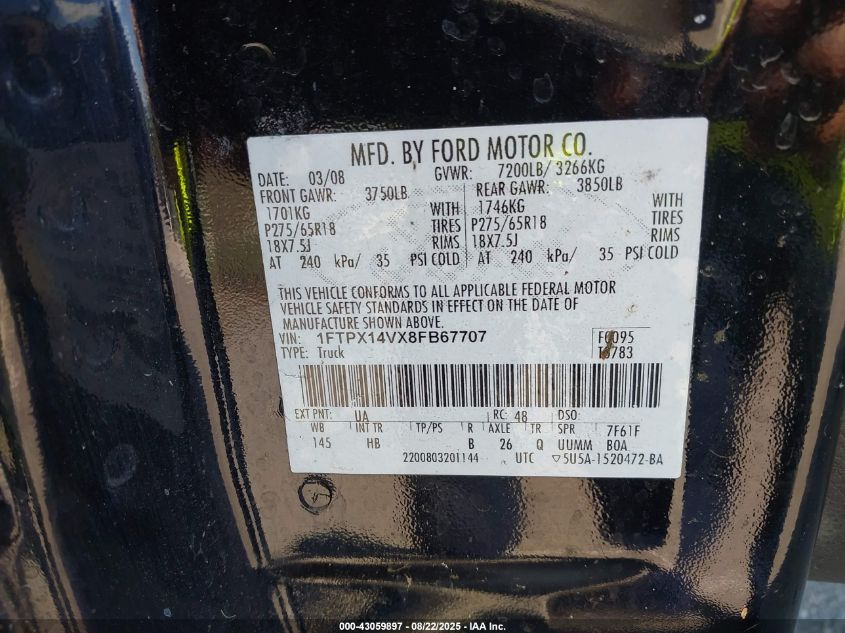 MFD. BY FORD MOTOR CO.
DATE: 03/08 GVWR: 7200LB/ 3266KG
FRONT GAWR: 3750LB REAR GAWR: 3850LB
1701KG WITH 1746KG WITH
P275/65R18 TIRES P275/65R18 TIRES
18X7.5J RIMS 18X7.5J RIMS
AT 240 kPa/ 35 PSI COLD AT 240 kPa/ 35 PSI COLD
THIS VEHICLE CONFORMS TO ALL APPLICABLE FEDERAL MOTOR
VEHICLE SAFETY STANDARDS IN EFFECT ON THE DATE OF
MANUFACTURE SHOWN ABOVE.
VIN: 1FTPX14VX8FB67707 F0095
TYPE: Truck
EXT PNT: UA RC: 48 DSO:
WB INT TR TP/PS R AXLE TR SPR 7F61F
145 HB B 26 Q UUMM BOA
2200803201144 UTC ▽5U5A-1520472-BA
000-43059897 - 08/22/2025 - IAA Inc.